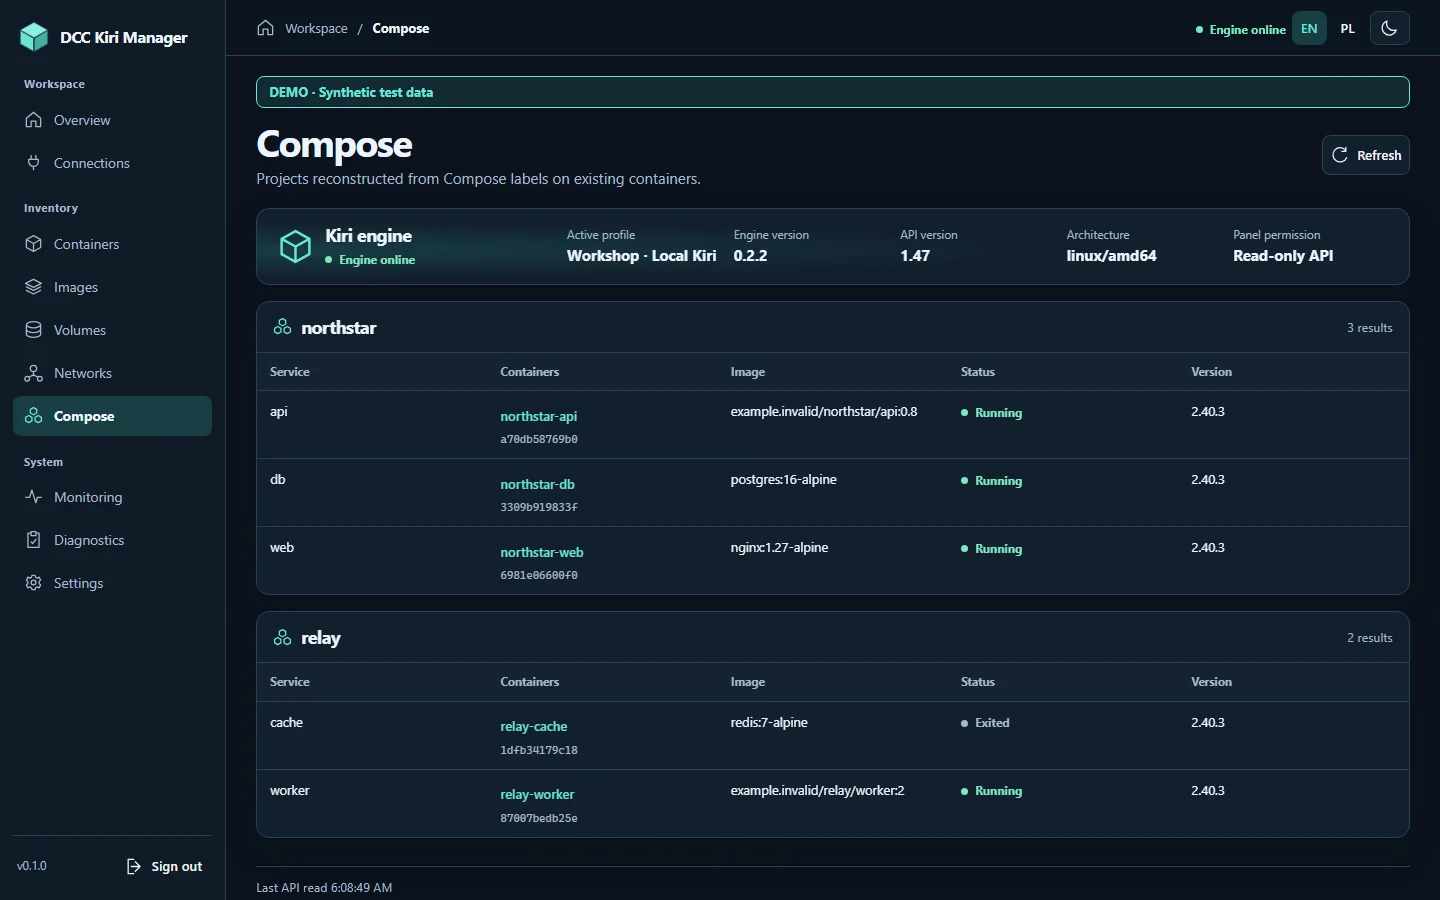 DCC Kiri Manager
Workspace
Overview
Connections
Inventory
Containers
Images
Volumes
Networks
Compose
System
Monitoring
Diagnostics
Settings
v0.1.0
Sign out
Workspace / Compose
Engine online
EN
PL
DEMO · Synthetic test data
Compose
Projects reconstructed from Compose labels on existing containers.
Refresh
Kiri engine
Engine online
Active profile
Workshop · Local Kiri
Engine version
0.2.2
API version
1.47
Architecture
linux/amd64
Panel permission
Read-only API
northstar
3 results
Service Containers Image Status Version
api northstar-api example.invalid/northstar/api:0.8 Running 2.40.3
a70db58769b0
db northstar-db postgres:16-alpine Running 2.40.3
3309b919833f
web northstar-web nginx:1.27-alpine Running 2.40.3
6981e06600f0
relay
2 results
Service Containers Image Status Version
cache relay-cache redis:7-alpine Exited 2.40.3
1dfb34179c18
worker relay-worker example.invalid/relay/worker:2 Running 2.40.3
87007bedb25e
Last API read 6:08:49 AM